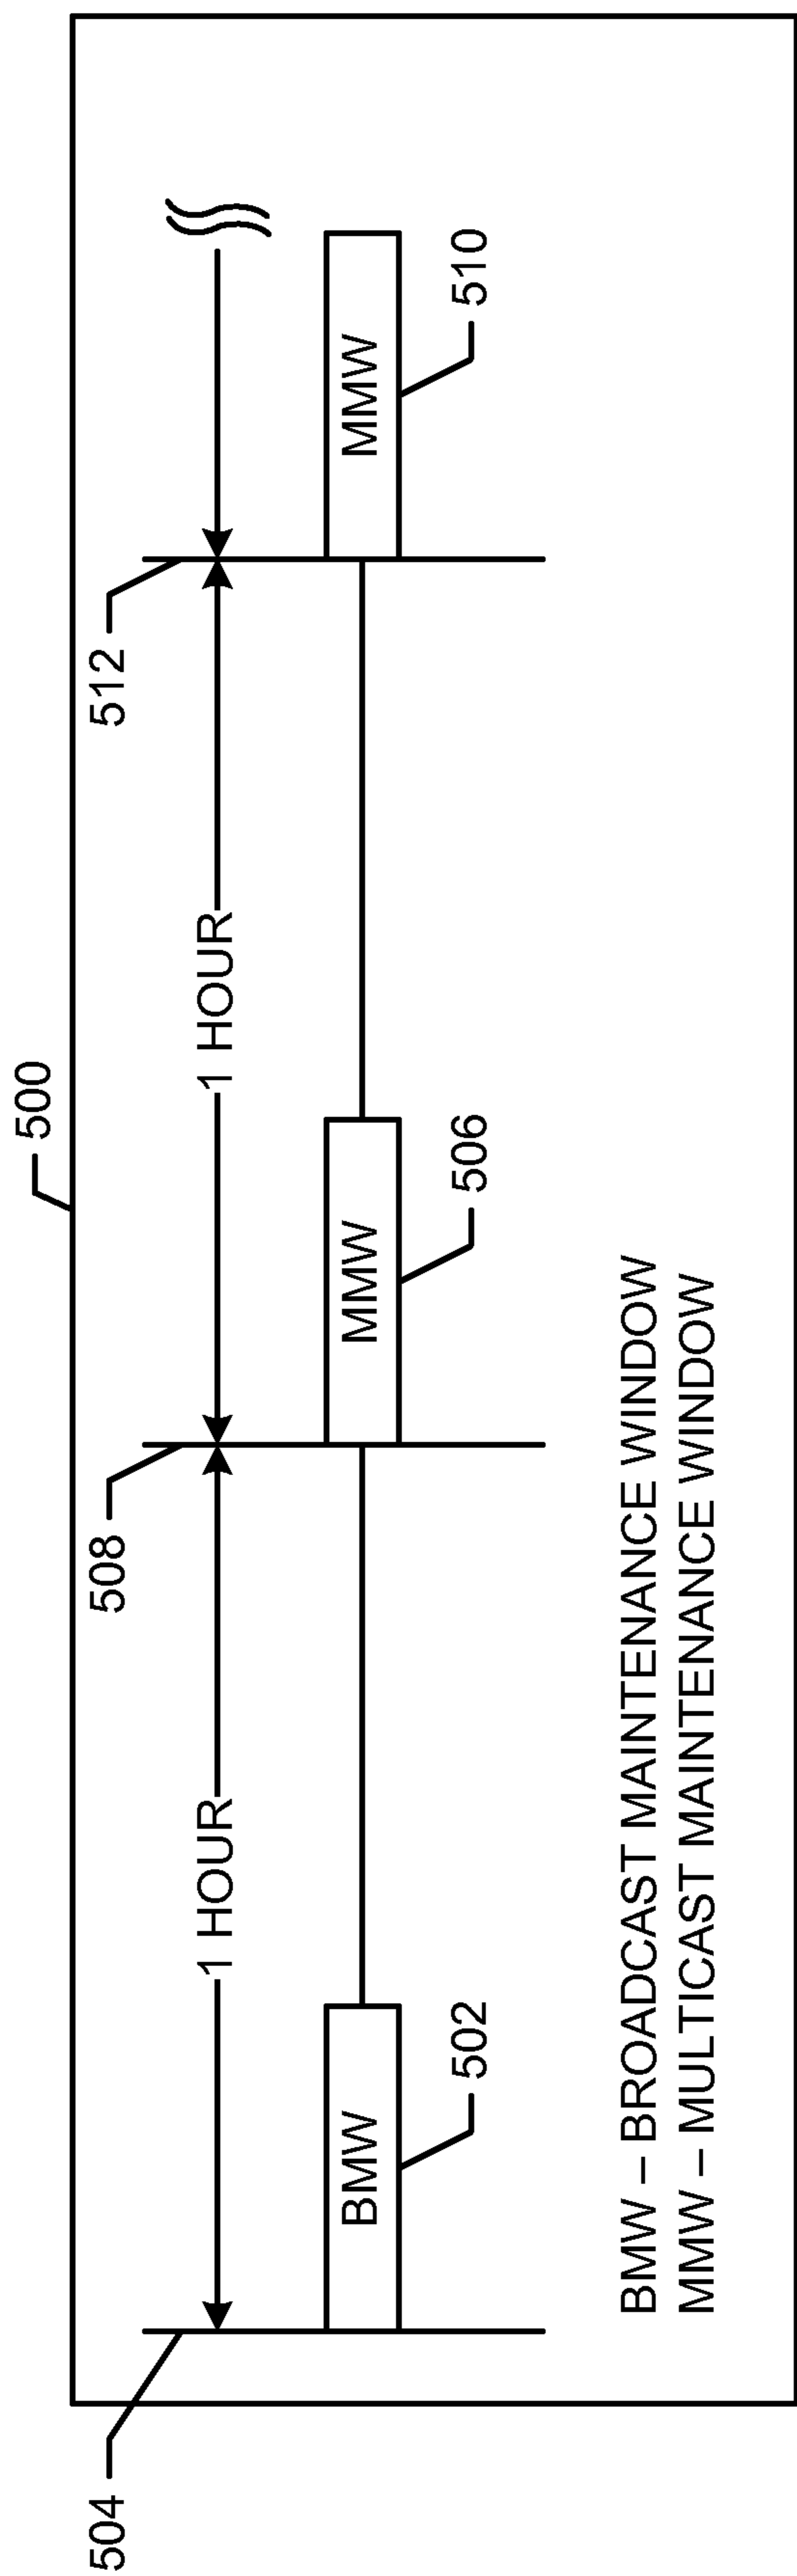 500
504
508
512
1 HOUR
1 HOUR
BMW
MMW
MMW
502
506
510
BMW – BROADCAST MAINTENANCE WINDOW
MMW – MULTICAST MAINTENANCE WINDOW